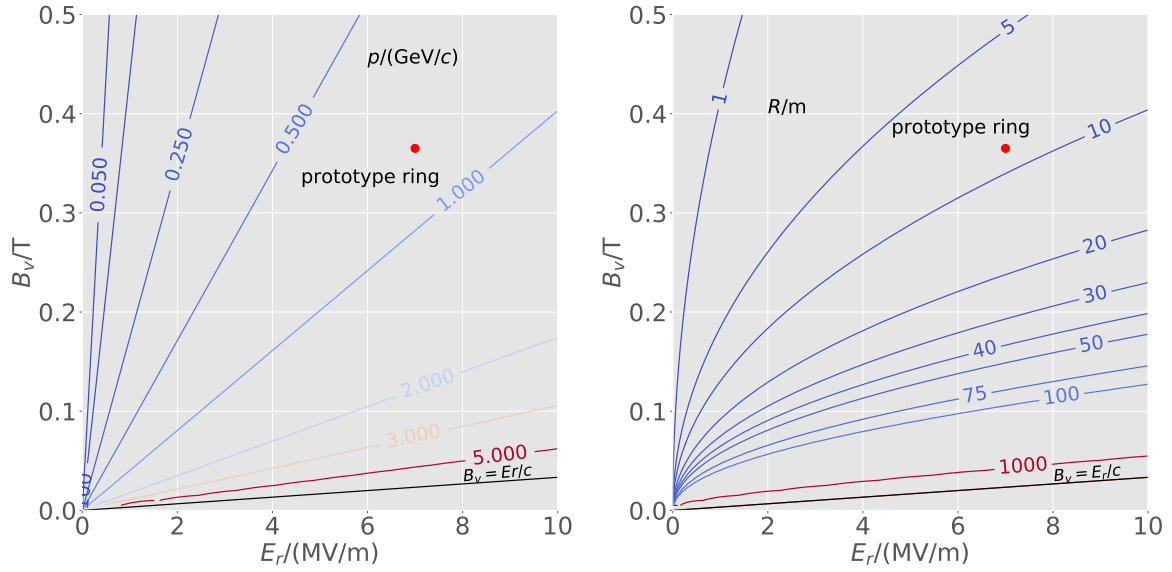 0.5
0.4
0.3
0.2
0.1
0.0
B_v/T
0 2 4 6 8 10
E_r/(MV/m)
p/(GeV/c)
prototype ring
0.050
0.250
0.500
1.000
2.000
3.000
5.000
B_v = Er/c
0.5
0.4
0.3
0.2
0.1
0.0
B_v/T
0 2 4 6 8 10
E_r/(MV/m)
R/m
prototype ring
1
5
10
20
30
40
50
75
100
1000
B_v = E_r/c